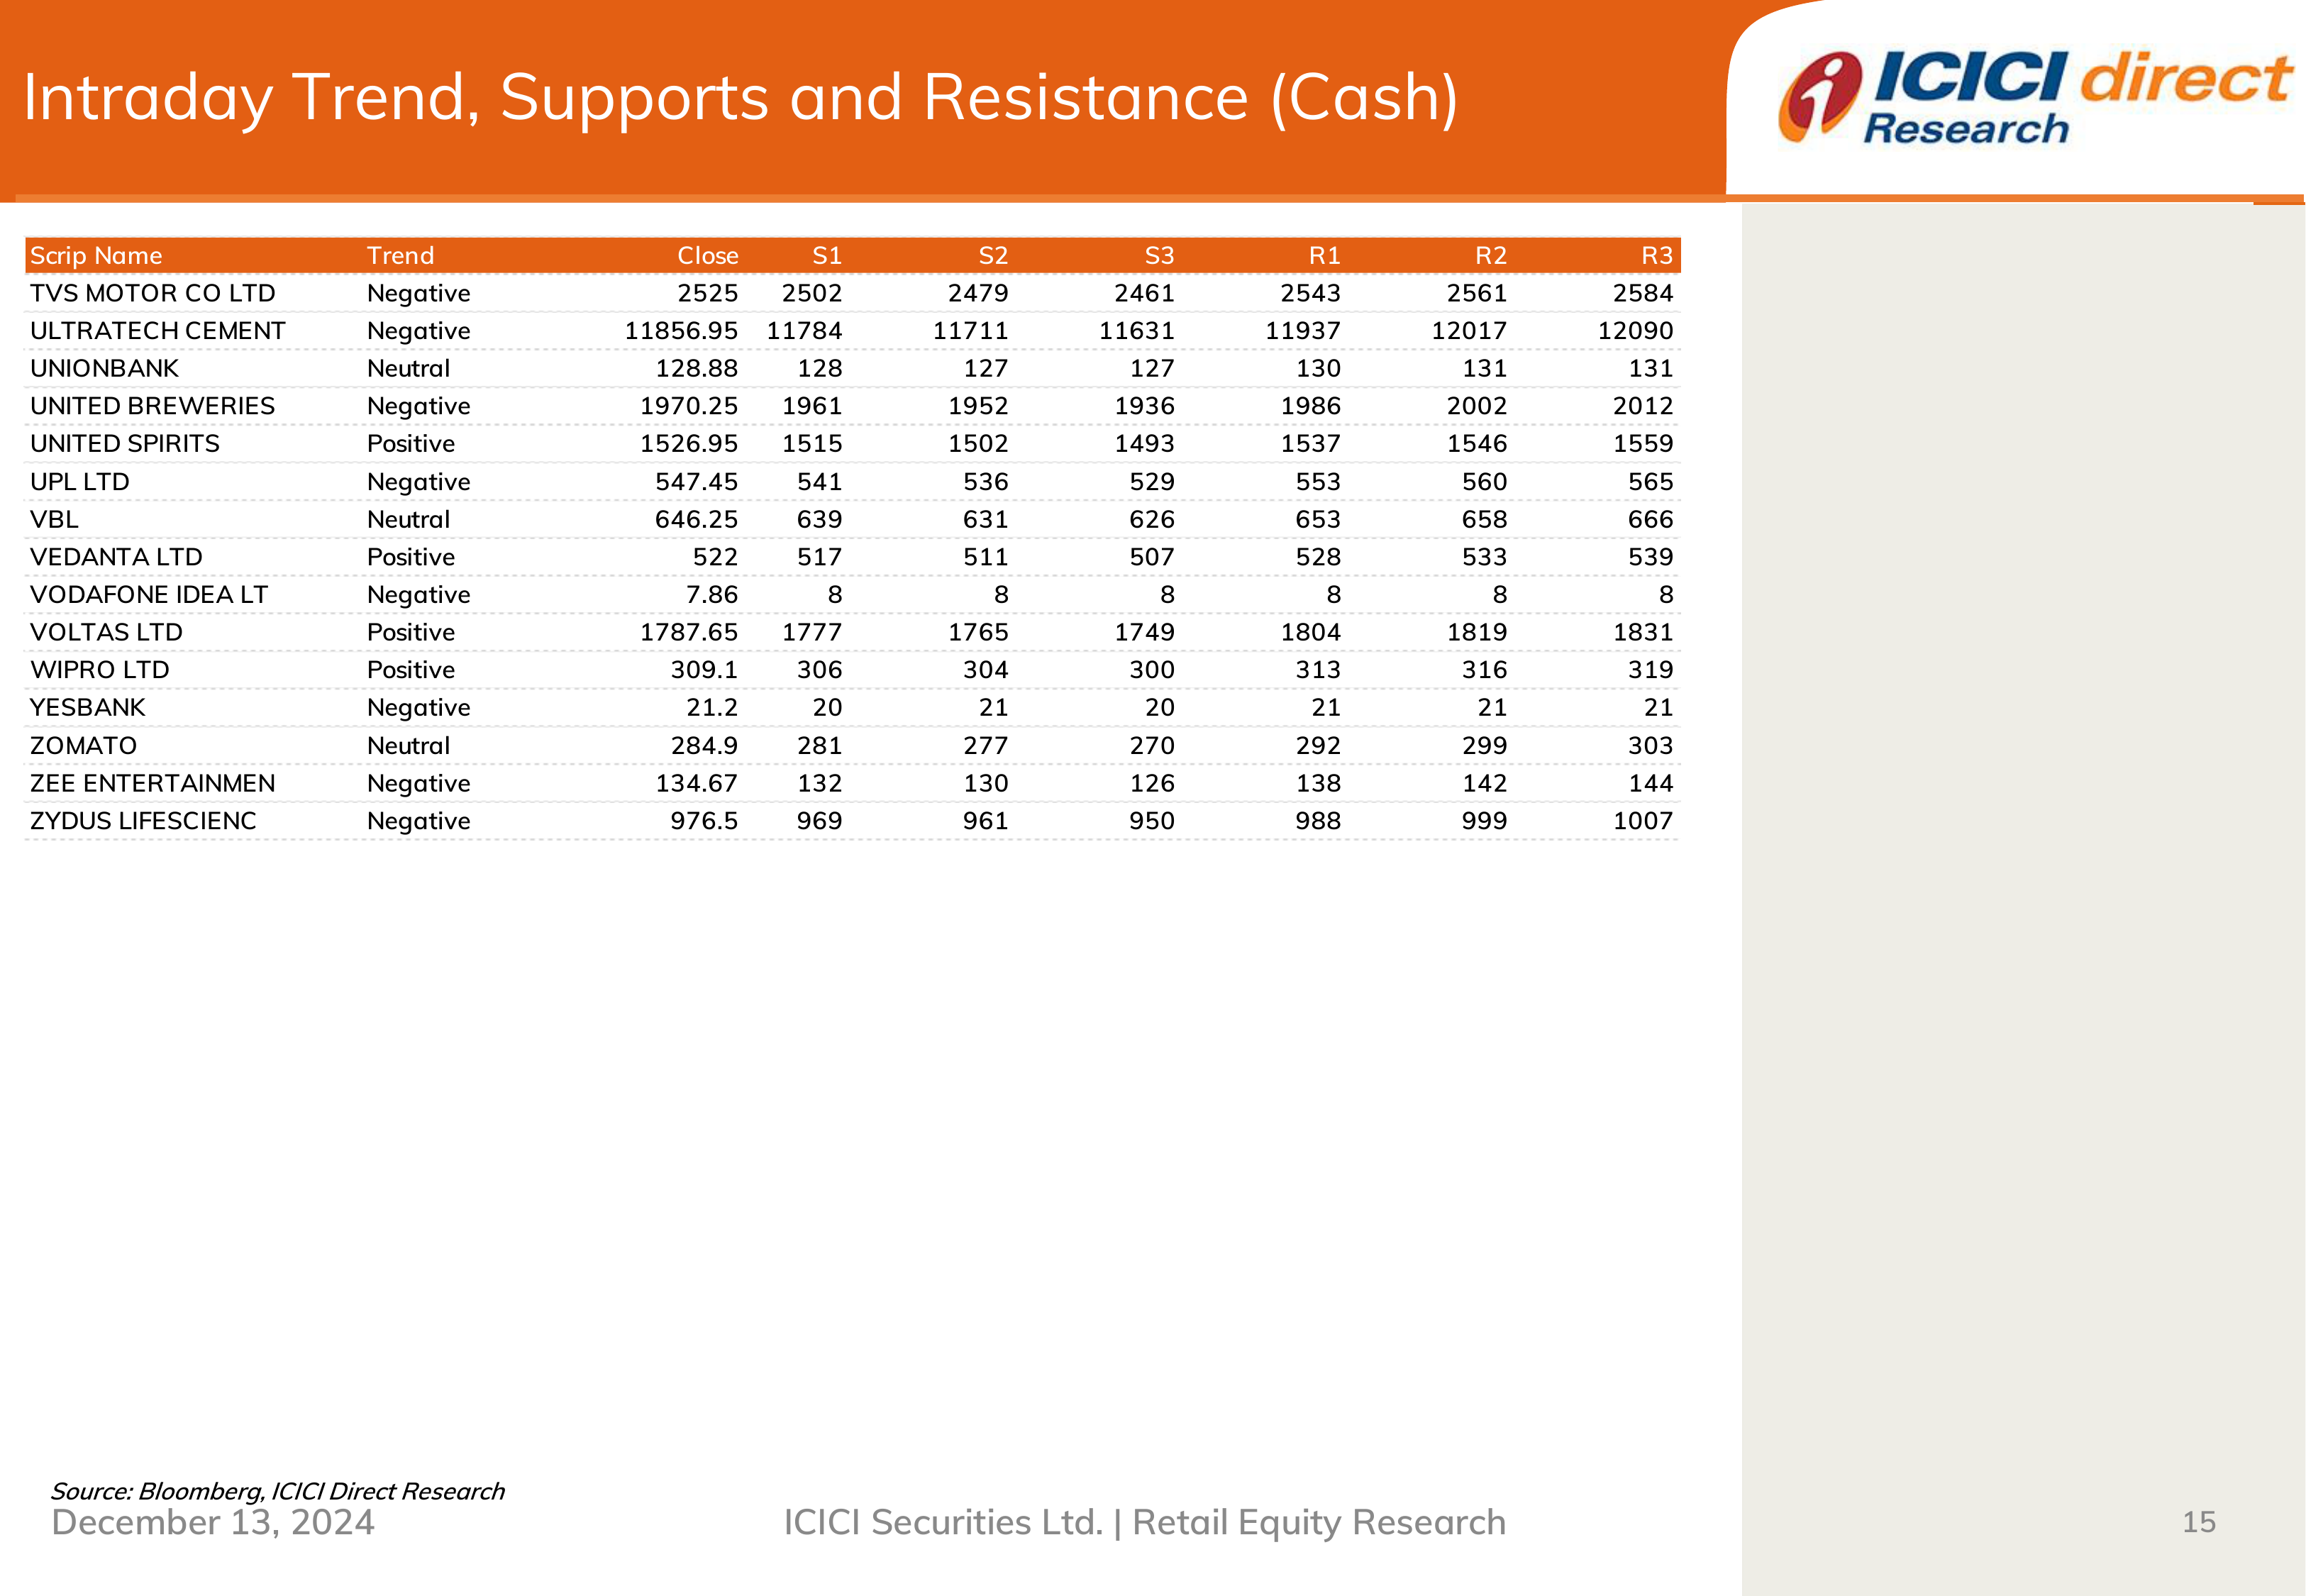 Intraday Trend, Supports and Resistance (Cash)
ICICI direct
Research
Scrip Name Trend Close S1 S2 S3 R1 R2 R3
TVS MOTOR CO LTD Negative 2525 2502 2479 2461 2543 2561 2584
ULTRATECH CEMENT Negative 11856.95 11784 11711 11631 11937 12017 12090
UNIONBANK Neutral 128.88 128 127 127 130 131 131
UNITED BREWERIES Negative 1970.25 1961 1952 1936 1986 2002 2012
UNITED SPIRITS Positive 1526.95 1515 1502 1493 1537 1546 1559
UPL LTD Negative 547.45 541 536 529 553 560 565
VBL Neutral 646.25 639 631 626 653 658 666
VEDANTA LTD Positive 522 517 511 507 528 533 539
VODAFONE IDEA LT Negative 7.86 8 8 8 8 8 8
VOLTAS LTD Positive 1787.65 1777 1765 1749 1804 1819 1831
WIPRO LTD Positive 309.1 306 304 300 313 316 319
YESBANK Negative 21.2 20 21 20 21 21 21
ZOMATO Neutral 284.9 281 277 270 292 299 303
ZEE ENTERTAINMEN Negative 134.67 132 130 126 138 142 144
ZYDUS LIFESCIENC Negative 976.5 969 961 950 988 999 1007
Source: Bloomberg, ICICI Direct Research
December 13, 2024 ICICI Securities Ltd. | Retail Equity Research 15